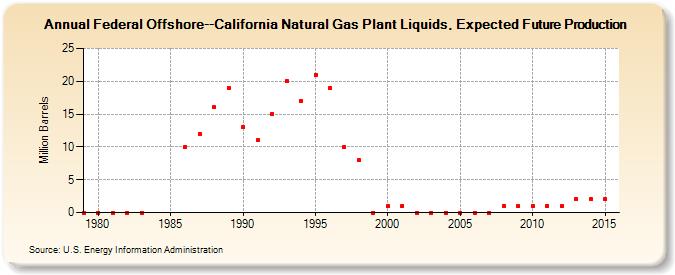 Annual Federal Offshore--California Natural Gas Plant Liquids, Expected Future Production
Million Barrels
25
20
15
10
5
0
1980 1985 1990 1995 2000 2005 2010 2015
Source: U.S. Energy Information Administration